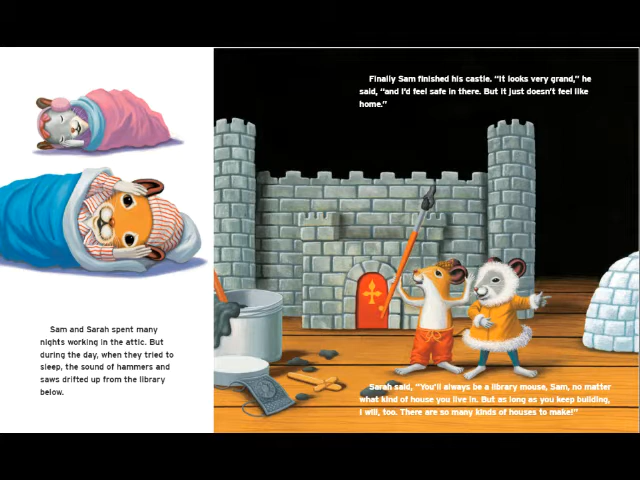 Sam and Sarah spent many
nights working in the attic. But
during the day, when they tried to
sleep, the sound of hammers and
saws drifted up from the library
below.
Finally Sam finished his castle. “It looks very grand,” he
said, “and I’d feel safe in there. But it just doesn’t feel like
home.”
Sarah said, “You’ll always be a library mouse, Sam, no matter
what kind of house you live in. But as long as you keep building,
I will, too. There are so many kinds of houses to make!”